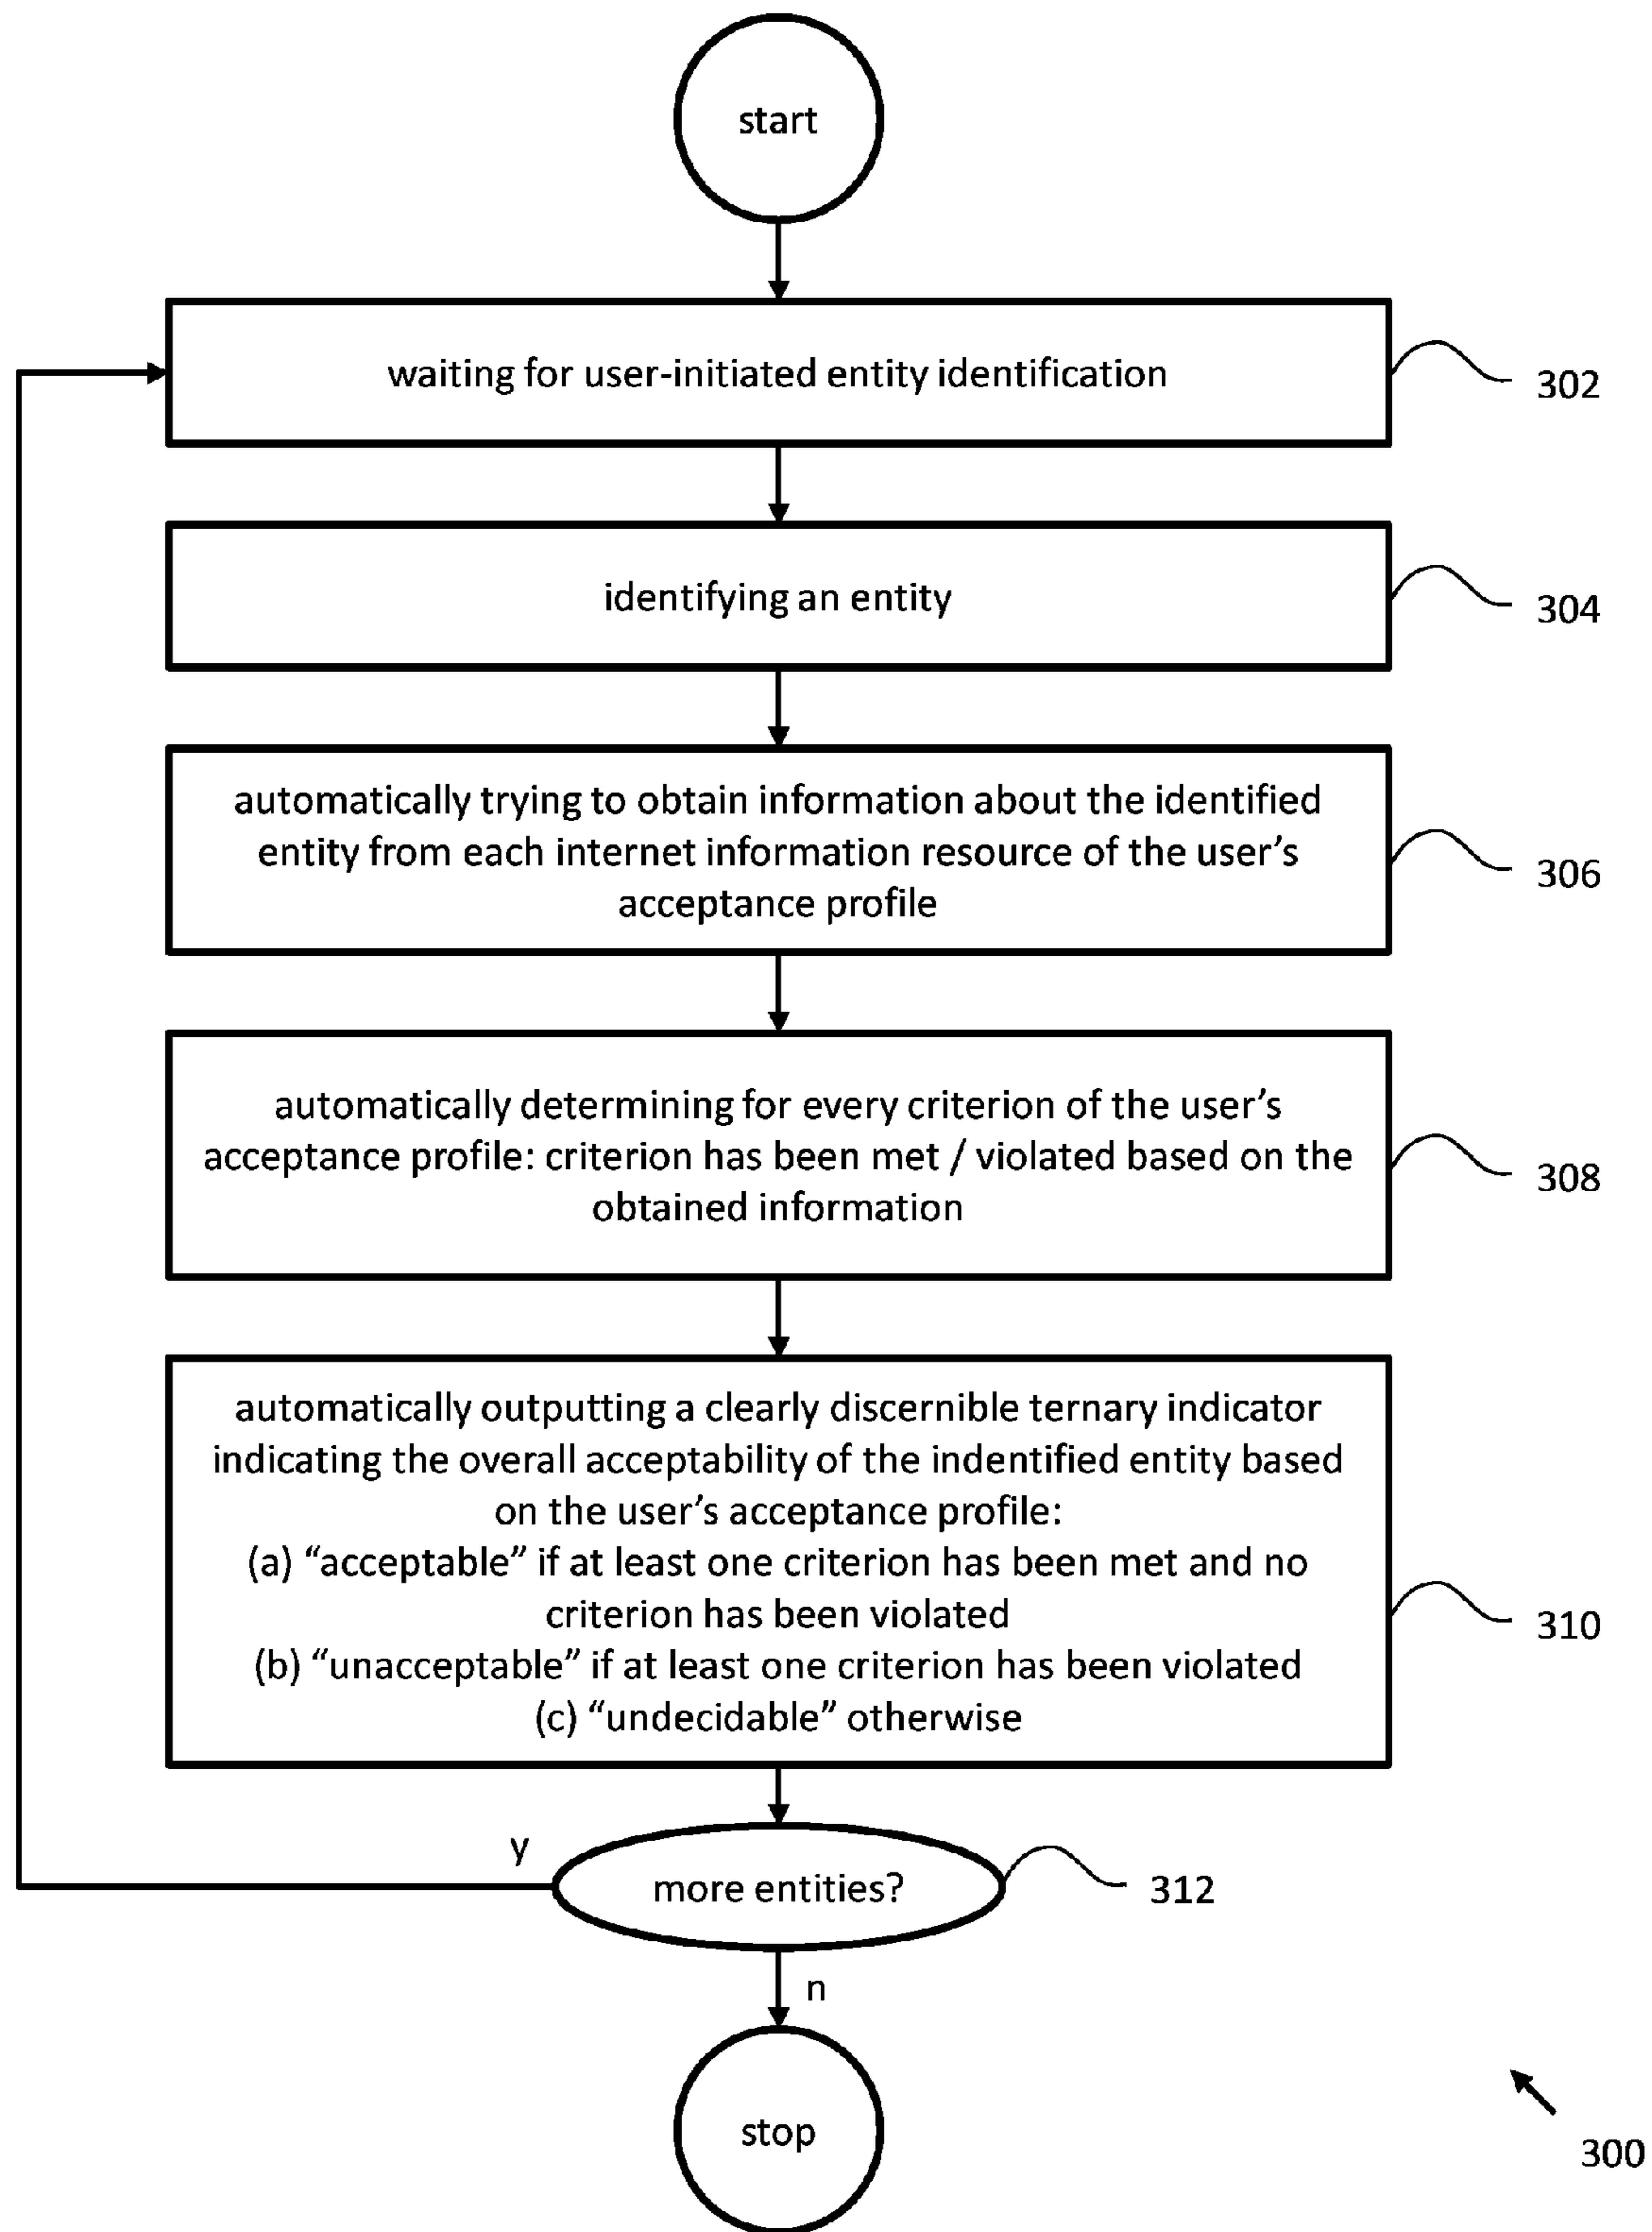 start
waiting for user-initiated entity identification
302
identifying an entity
304
automatically trying to obtain information about the identified
entity from each internet information resource of the user’s
acceptance profile
306
automatically determining for every criterion of the user’s
acceptance profile: criterion has been met / violated based on the
obtained information
308
automatically outputting a clearly discernible ternary indicator
indicating the overall acceptability of the indentified entity based
on the user’s acceptance profile:
(a) “acceptable” if at least one criterion has been met and no
criterion has been violated
(b) “unacceptable” if at least one criterion has been violated
(c) “undecidable” otherwise
310
y
more entities?
312
n
stop
300